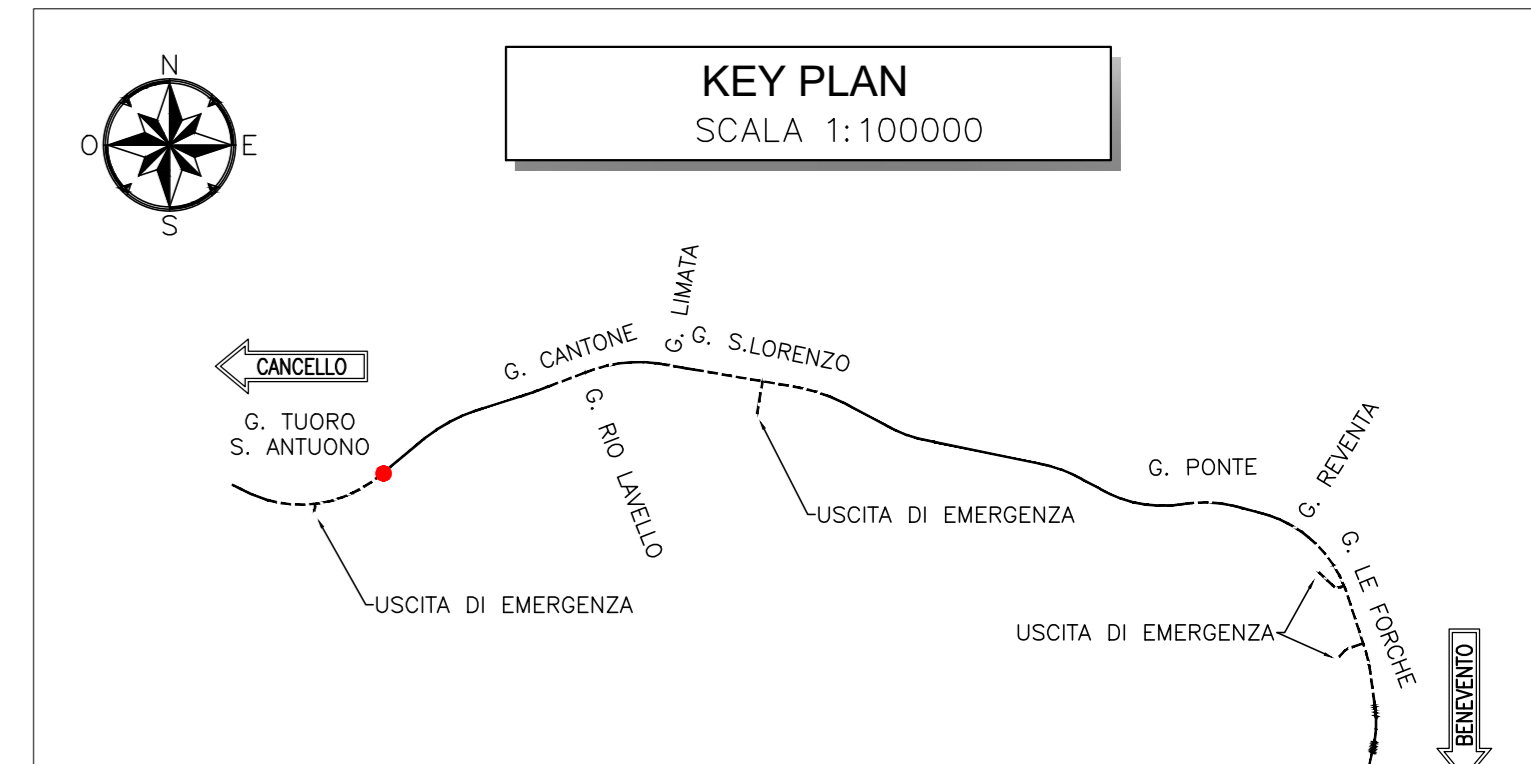 N
O
E
S
KEY PLAN
SCALA 1:100000
CANCELLO
G. TUORO
S. ANTUONO
G. CANTONE
G. LIMATA
G. S.LORENZO
G. RIO LAVELLO
USCITA DI EMERGENZA
USCITA DI EMERGENZA
G. PONTE
G. REVENTA
G. LE FORCHE
USCITA DI EMERGENZA
BENEVENTO